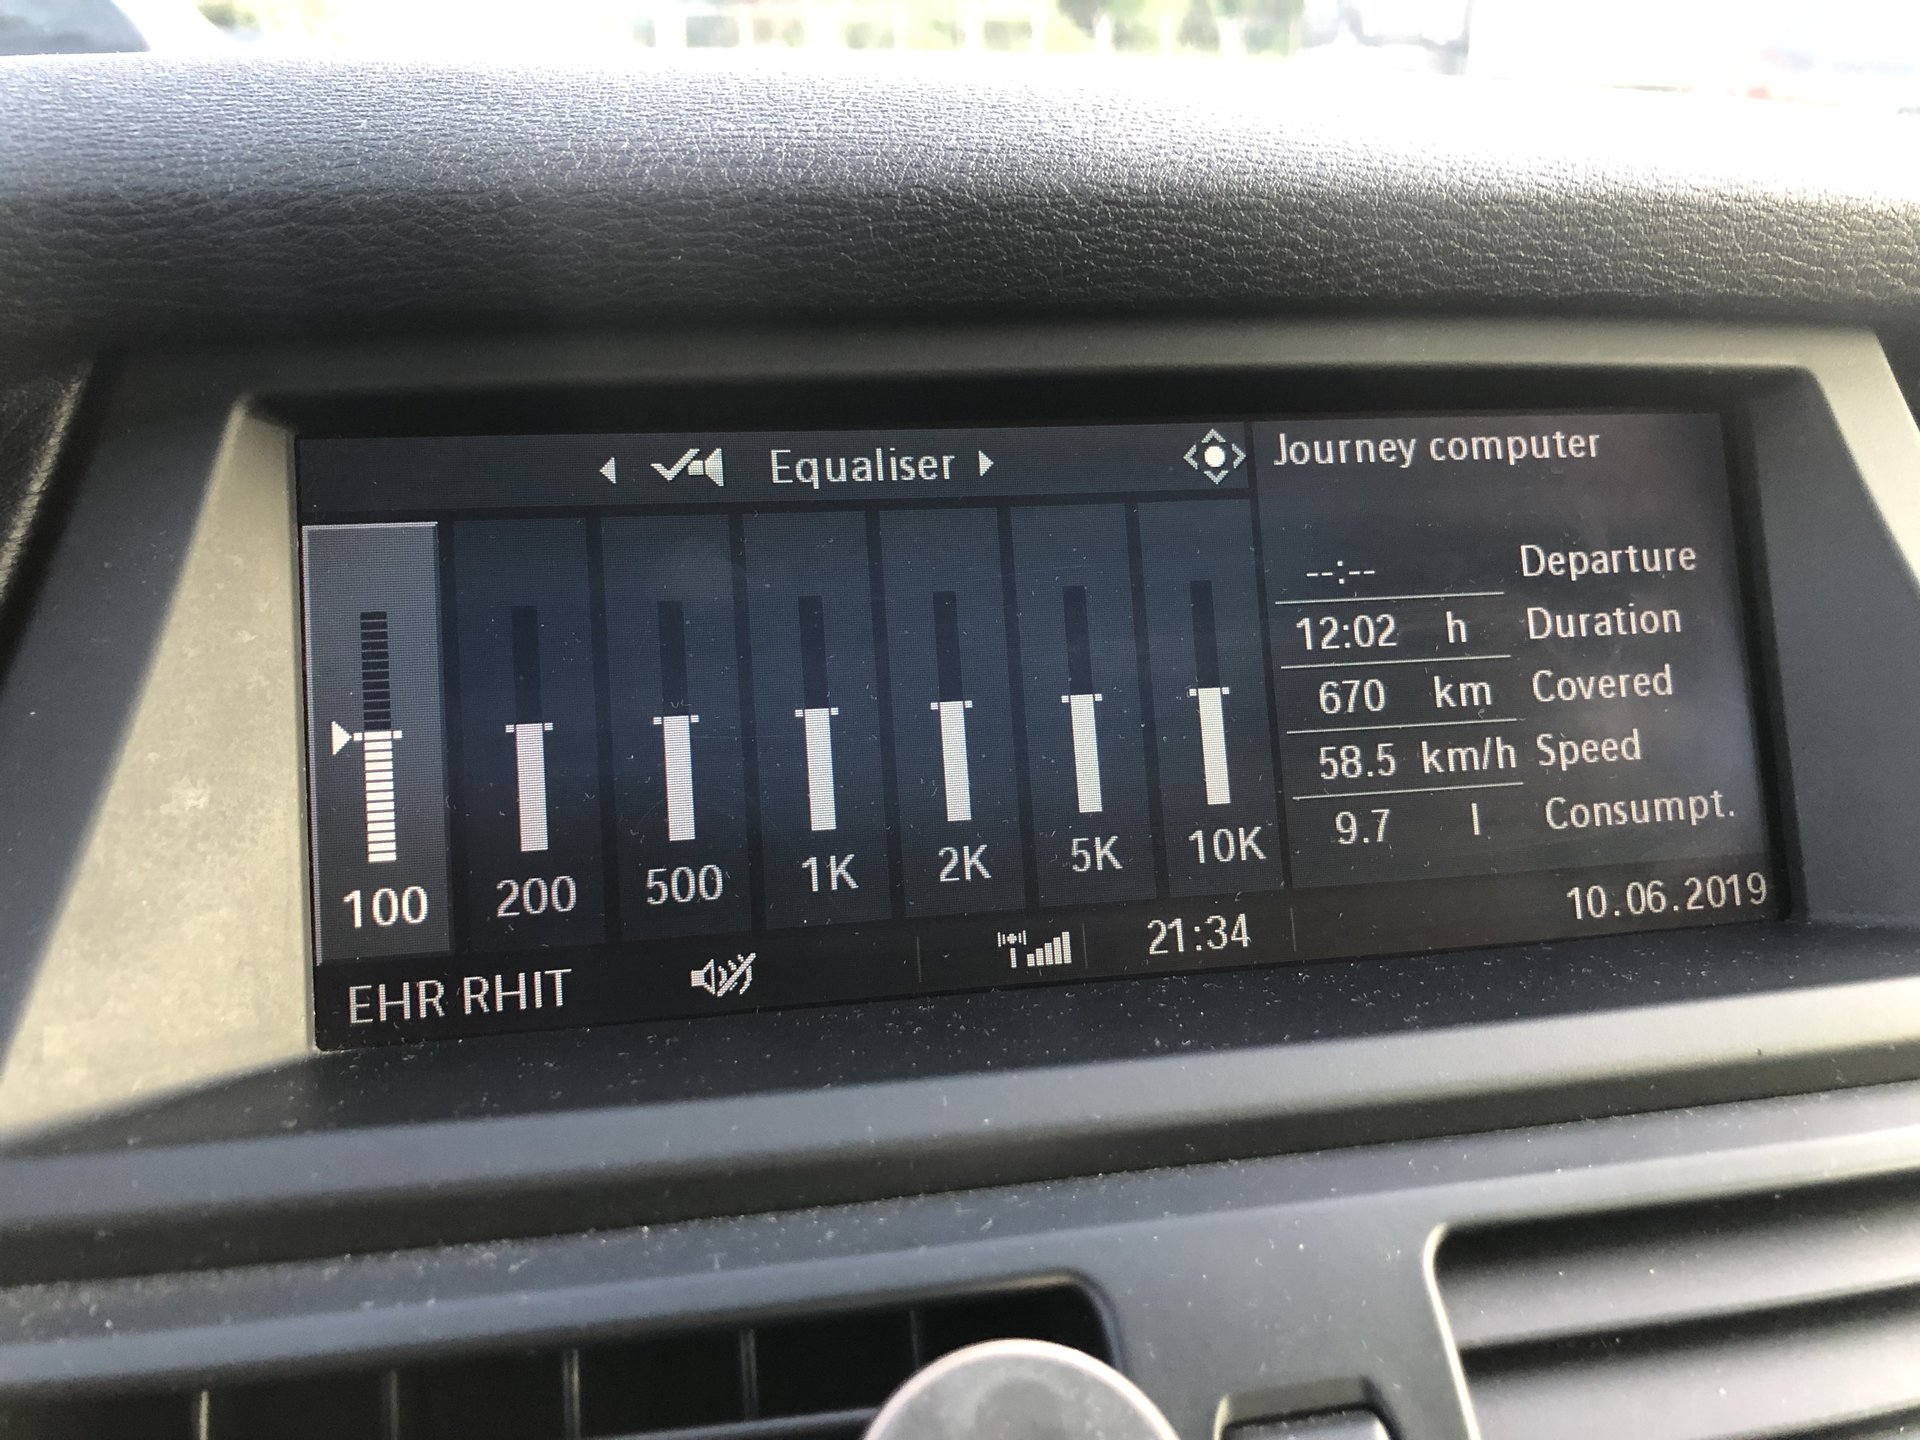 Equaliser
Journey computer
--:-- Departure
12:02 h Duration
670 km Covered
58.5 km/h Speed
9.7 l Consumpt.
100 200 500 1K 2K 5K 10K
EHR RHIT 21:34 10.06.2019